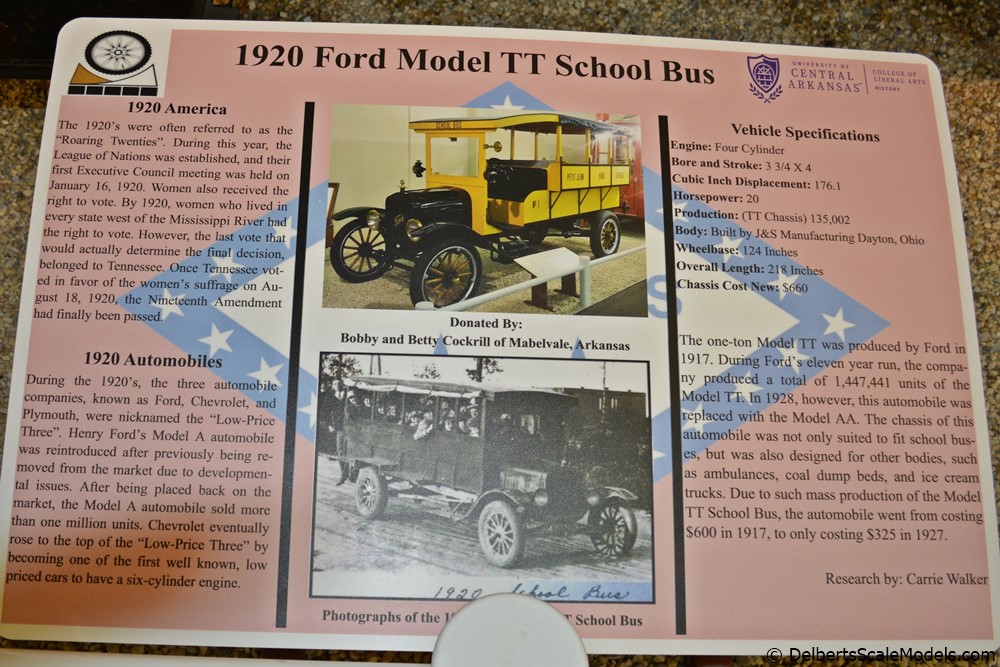 1920 Ford Model TT School Bus
UNIVERSITY OF
CENTRAL
ARKANSAS
COLLEGE OF
LIBERAL ARTS
HISTORY
1920 America
The 1920's were often referred to as the
"Roaring Twenties". During this year, the
League of Nations was established, and their
first Executive Council meeting was held on
January 16, 1920. Women also received the
right to vote. By 1920, women who lived in
every state west of the Mississippi River had
the right to vote. However, the last vote that
would actually determine the final decision,
belonged to Tennessee. Once Tennessee vot-
ed in favor of the women's suffrage on Au-
gust 18, 1920, the Nineteenth Amendment
had finally been passed.
1920 Automobiles
During the 1920's, the three automobile
companies, known as Ford, Chevrolet, and
Plymouth, were nicknamed the "Low-Price
Three". Henry Ford's Model A automobile
was reintroduced after previously being re-
moved from the market due to developmen-
tal issues. After being placed back on the
market, the Model A automobile sold more
than one million units. Chevrolet eventually
rose to the top of the "Low-Price Three" by
becoming one of the first well known, low
priced cars to have a six-cylinder engine.
SCHOOL BUS
PETIT JEAN
Nº 1
Donated By:
Bobby and Betty Cockrill of Mabelvale, Arkansas
1920 School Bus
Photographs of the 19 T School Bus
Vehicle Specifications
Engine: Four Cylinder
Bore and Stroke: 3 3/4 X 4
Cubic Inch Displacement: 176.1
Horsepower: 20
Production: (TT Chassis) 135,002
Body: Built by J&S Manufacturing Dayton, Ohio
Wheelbase: 124 Inches
Overall Length: 218 Inches
Chassis Cost New: $660
The one-ton Model TT was produced by Ford in
1917. During Ford's eleven year run, the compa-
ny produced a total of 1,447,441 units of the
Model TT. In 1928, however, this automobile was
replaced with the Model AA. The chassis of this
automobile was not only suited to fit school bus-
es, but was also designed for other bodies, such
as ambulances, coal dump beds, and ice cream
trucks. Due to such mass production of the Model
TT School Bus, the automobile went from costing
$600 in 1917, to only costing $325 in 1927.
Research by: Carrie Walker
© DelbertsScaleModels.com